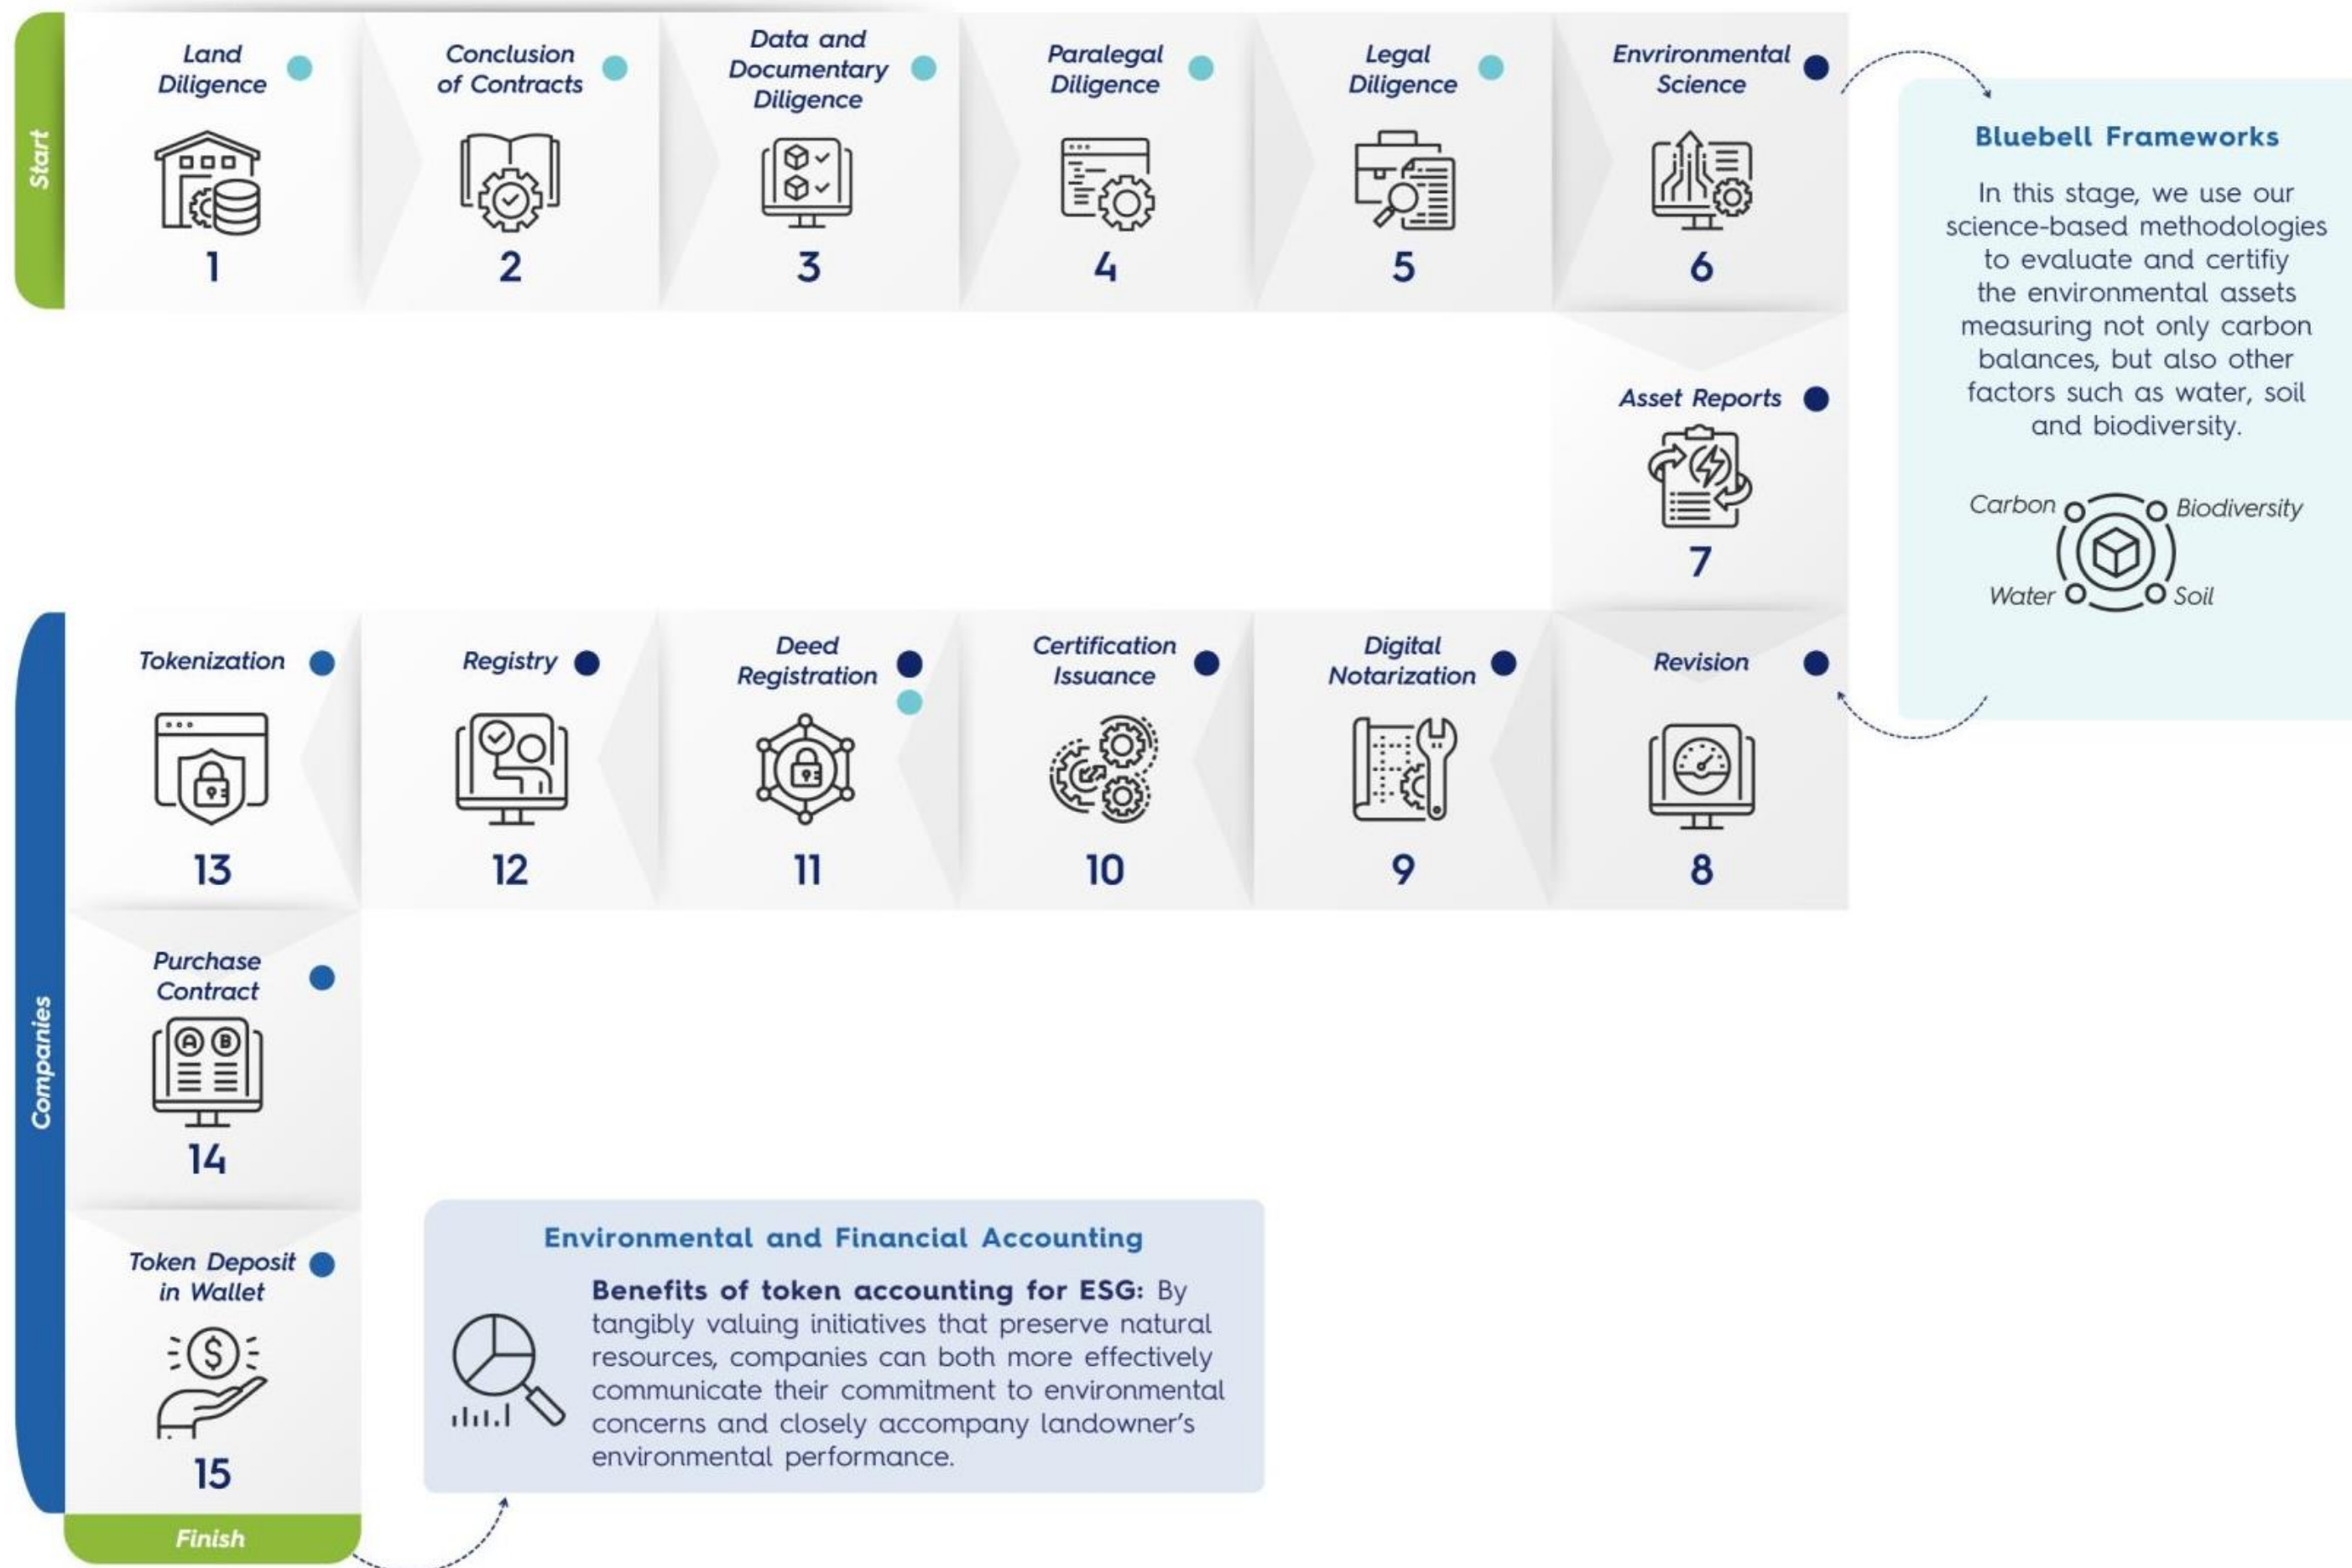 Start
Land
Diligence
1
Conclusion
of Contracts
2
Data and
Documentary
Diligence
3
Paralegal
Diligence
4
Legal
Diligence
5
Envrironmental
Science
6
Bluebell Frameworks
In this stage, we use our
science-based methodologies
to evaluate and certifiy
the environmental assets
measuring not only carbon
balances, but also other
factors such as water, soil
and biodiversity.
Carbon
Biodiversity
Water
Soil
Asset Reports
7
Revision
8
Digital
Notarization
9
Certification
Issuance
10
Deed
Registration
11
Registry
12
Companies
Tokenization
13
Purchase
Contract
A B
14
Token Deposit
in Wallet
$
15
Finish
Environmental and Financial Accounting
Benefits of token accounting for ESG: By
tangibly valuing initiatives that preserve natural
resources, companies can both more effectively
communicate their commitment to environmental
concerns and closely accompany landowner's
environmental performance.